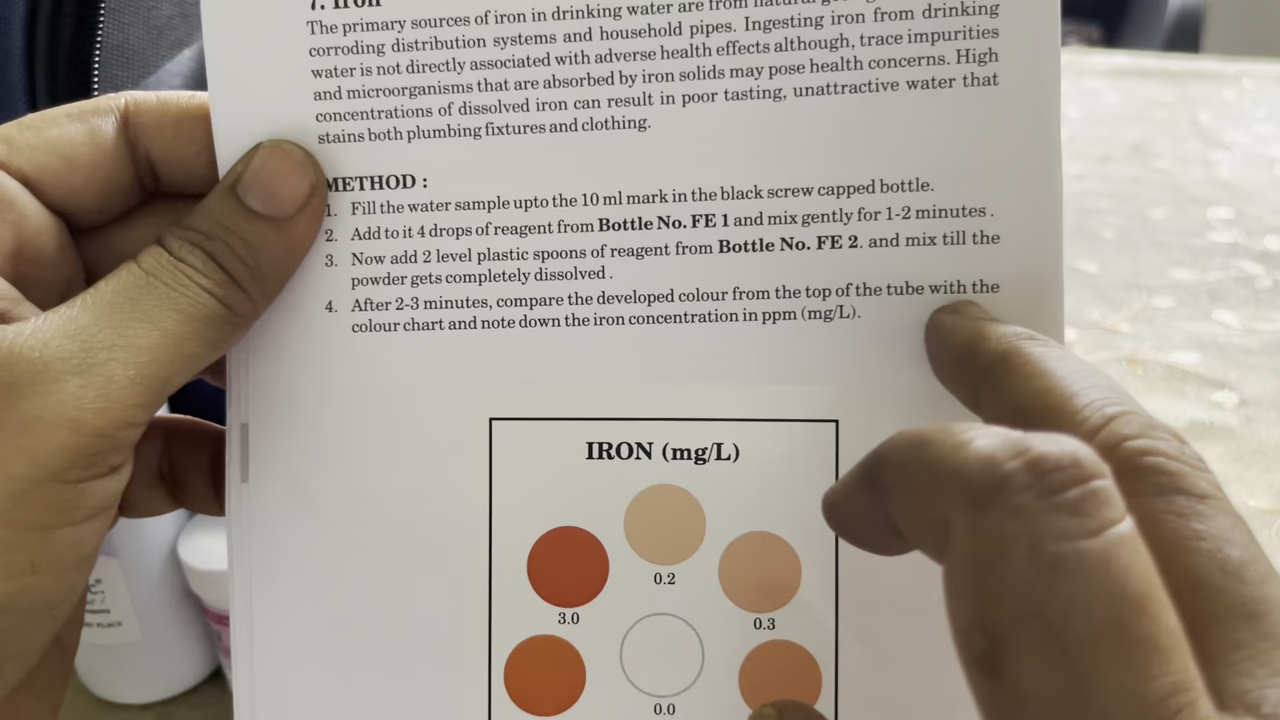 7. Iron
The primary sources of iron in drinking water are from natural
corroding distribution systems and household pipes. Ingesting iron from drinking
water is not directly associated with adverse health effects although, trace impurities
and microorganisms that are absorbed by iron solids may pose health concerns. High
concentrations of dissolved iron can result in poor tasting, unattractive water that
stains both plumbing fixtures and clothing.
METHOD :
1. Fill the water sample upto the 10 ml mark in the black screw capped bottle.
2. Add to it 4 drops of reagent from Bottle No. FE 1 and mix gently for 1-2 minutes .
3. Now add 2 level plastic spoons of reagent from Bottle No. FE 2. and mix till the
powder gets completely dissolved .
4. After 2-3 minutes, compare the developed colour from the top of the tube with the
colour chart and note down the iron concentration in ppm (mg/L).
IRON (mg/L)
0.2
3.0
0.3
0.0